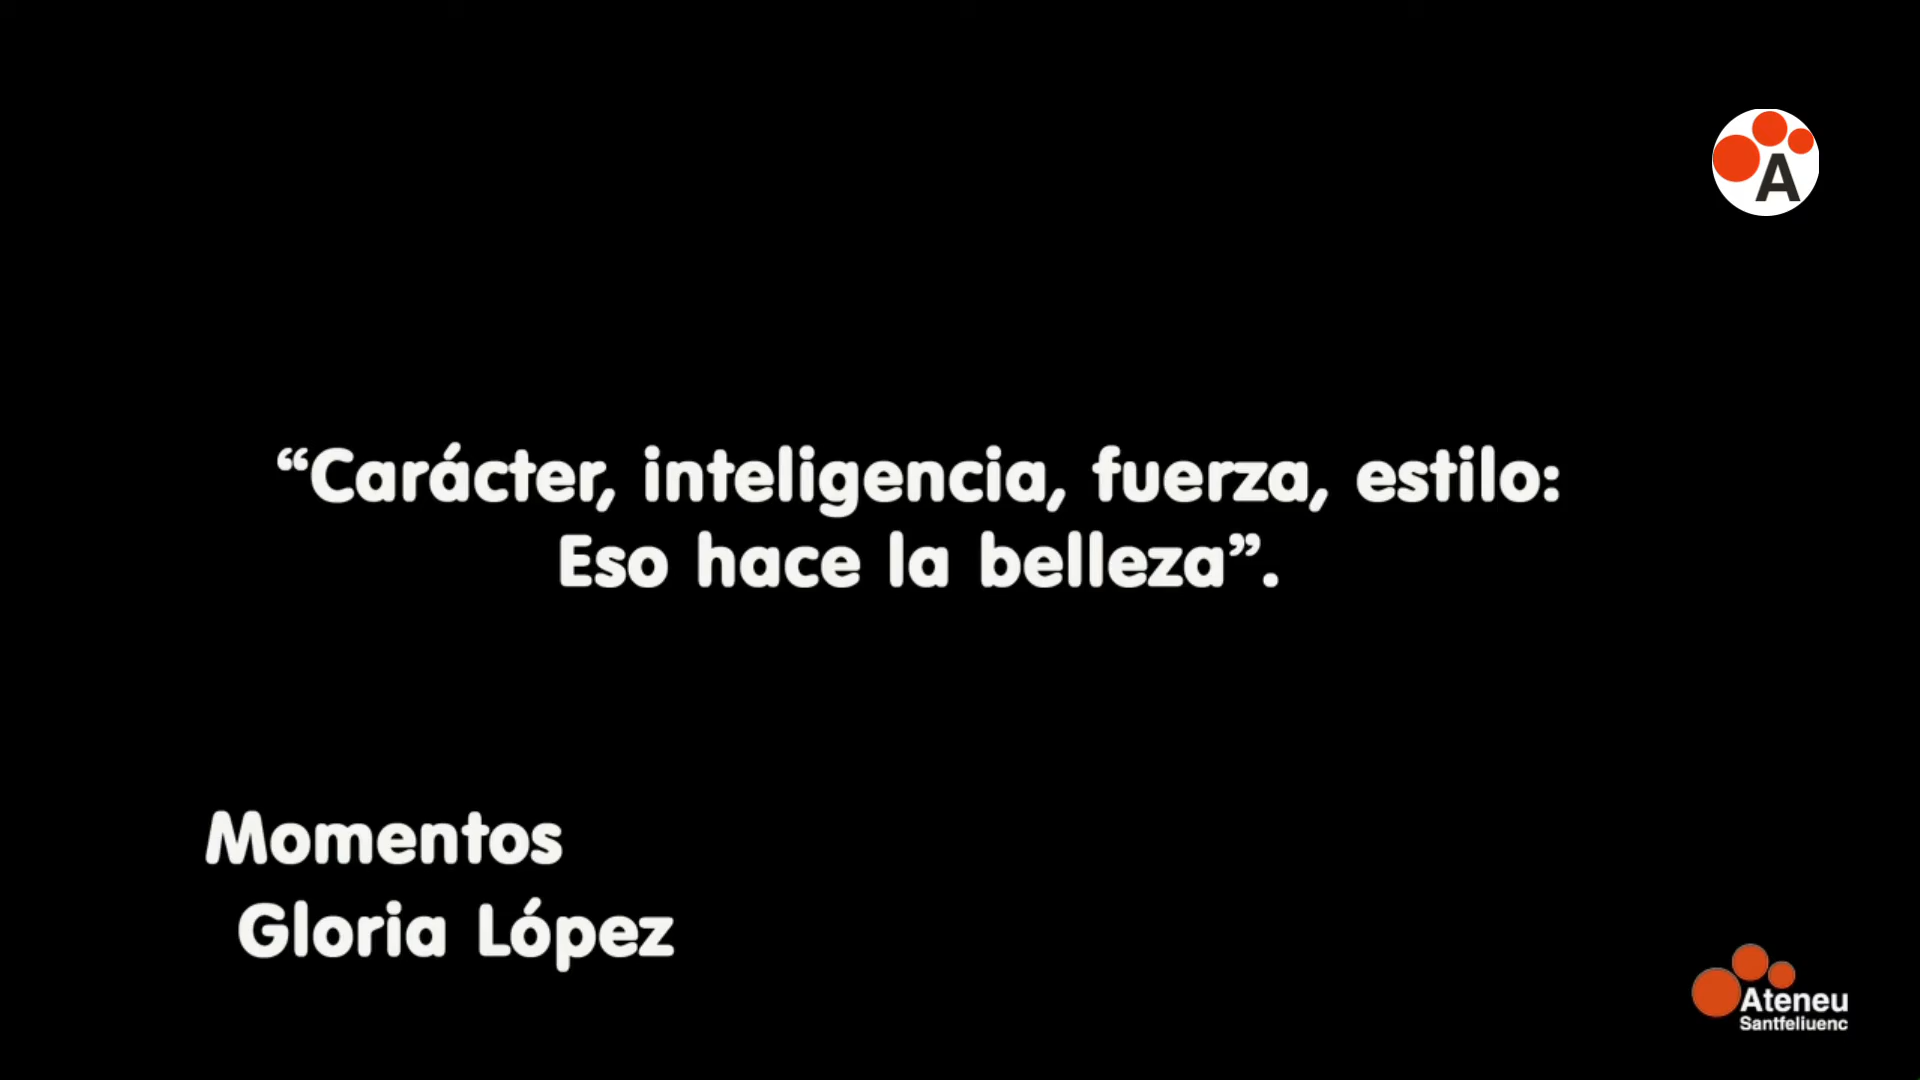 A
“Carácter, inteligencia, fuerza, estilo:
Eso hace la belleza”.
Momentos
Gloria López
Ateneu
Santfeliuenc